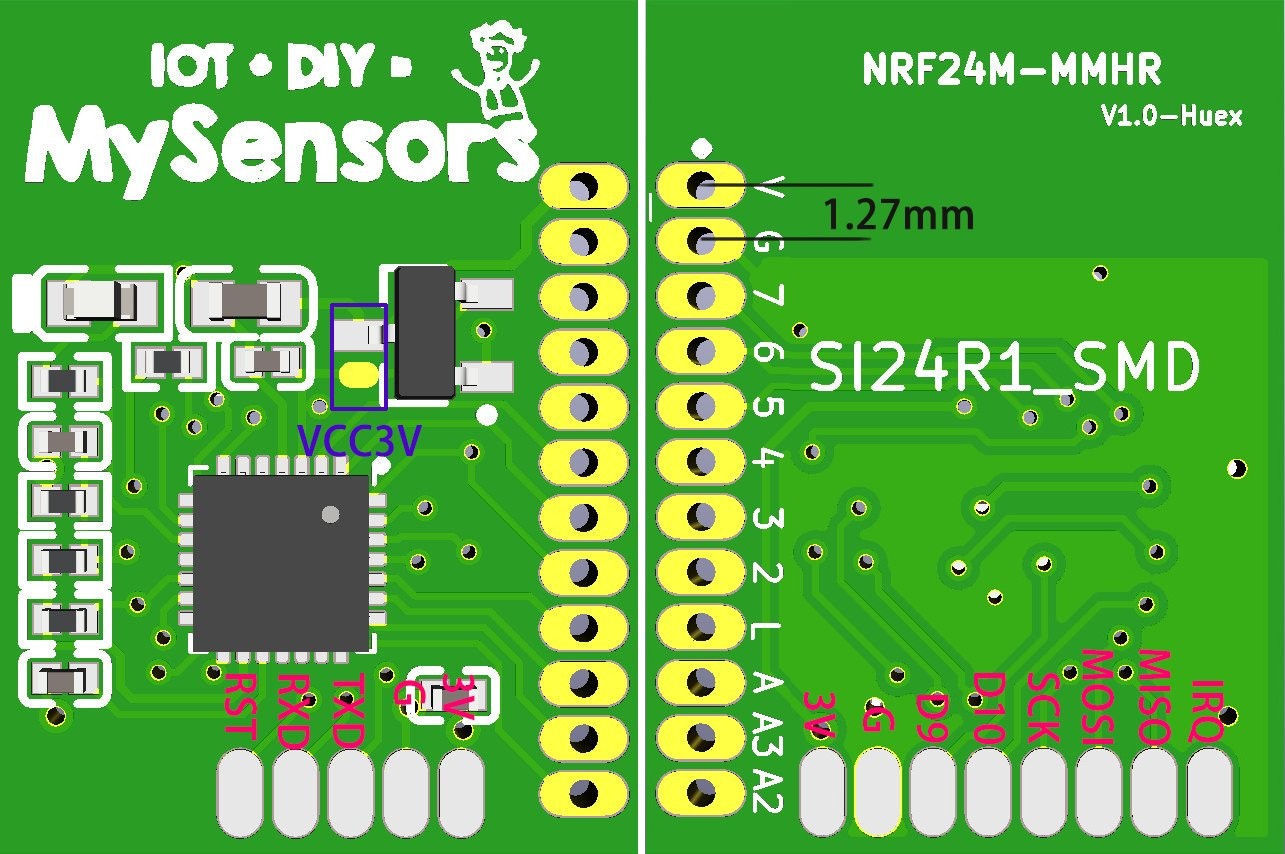 IOT • DIY -
MySensors
VCC3V
RST
RXD
TXD
G
3V
NRF24M-MMHR
V1.0-Huex
1.27mm
V
G
7
6
5
4
3
2
L
A
A3
A2
SI24R1_SMD
3V
G
D9
D10
SCK
MOSI
MISO
IRQ